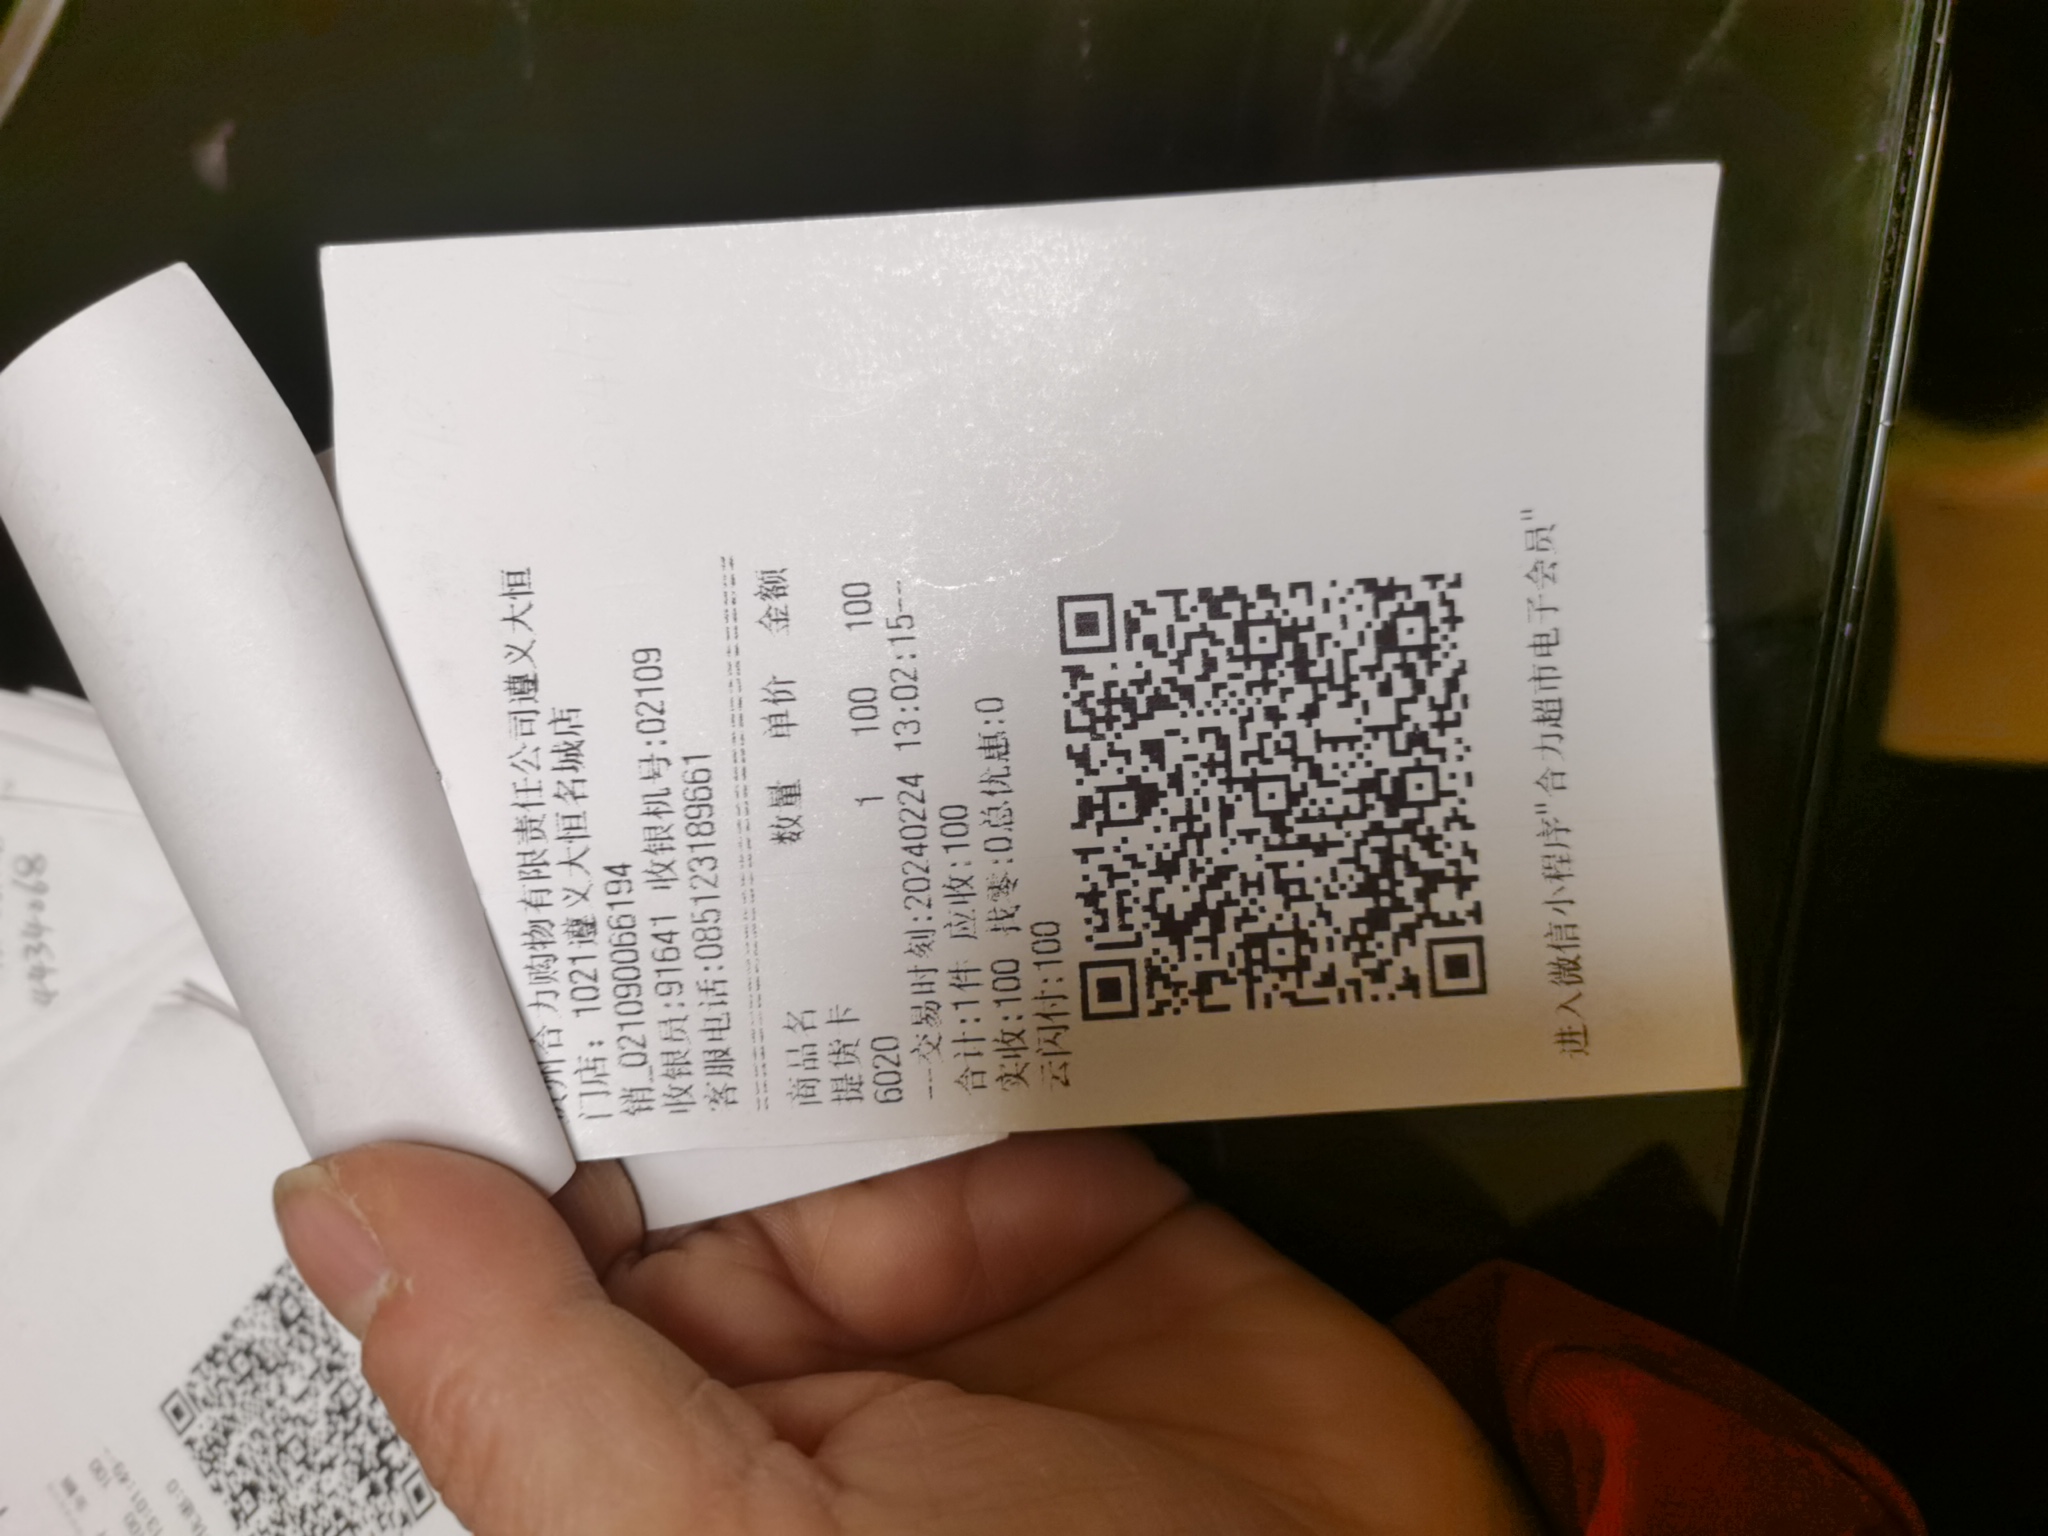 贵州合力购物有限责任公司遵义大恒
门店：1021遵义大恒名城店
销_021090066194
收银员:91641 收银机号:02109
客服电话:085123189661
商品名 数量 单价 金额
提货卡
6020 1 100 100
---交易时刻:20240224 13:02:15---
合计:1件 应收:100
实收:100 找零:0总优惠:0
云闪付:100
进入微信小程序"合力超市电子会员"
44434068